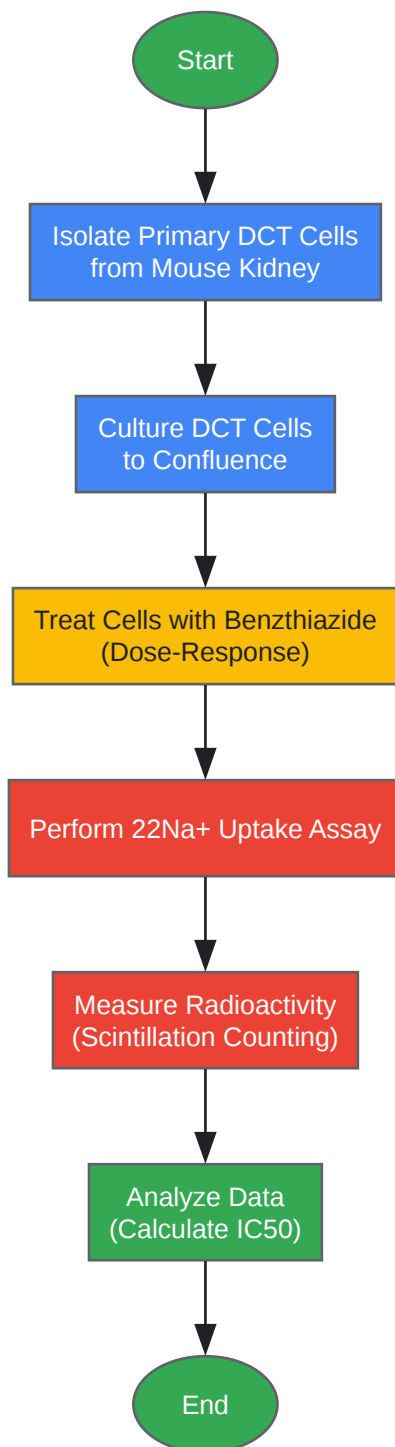 Start
Isolate Primary DCT Cells
from Mouse Kidney
Culture DCT Cells
to Confluence
Treat Cells with Benzthiazide
(Dose-Response)
Perform 22Na+ Uptake Assay
Measure Radioactivity
(Scintillation Counting)
Analyze Data
(Calculate IC50)
End